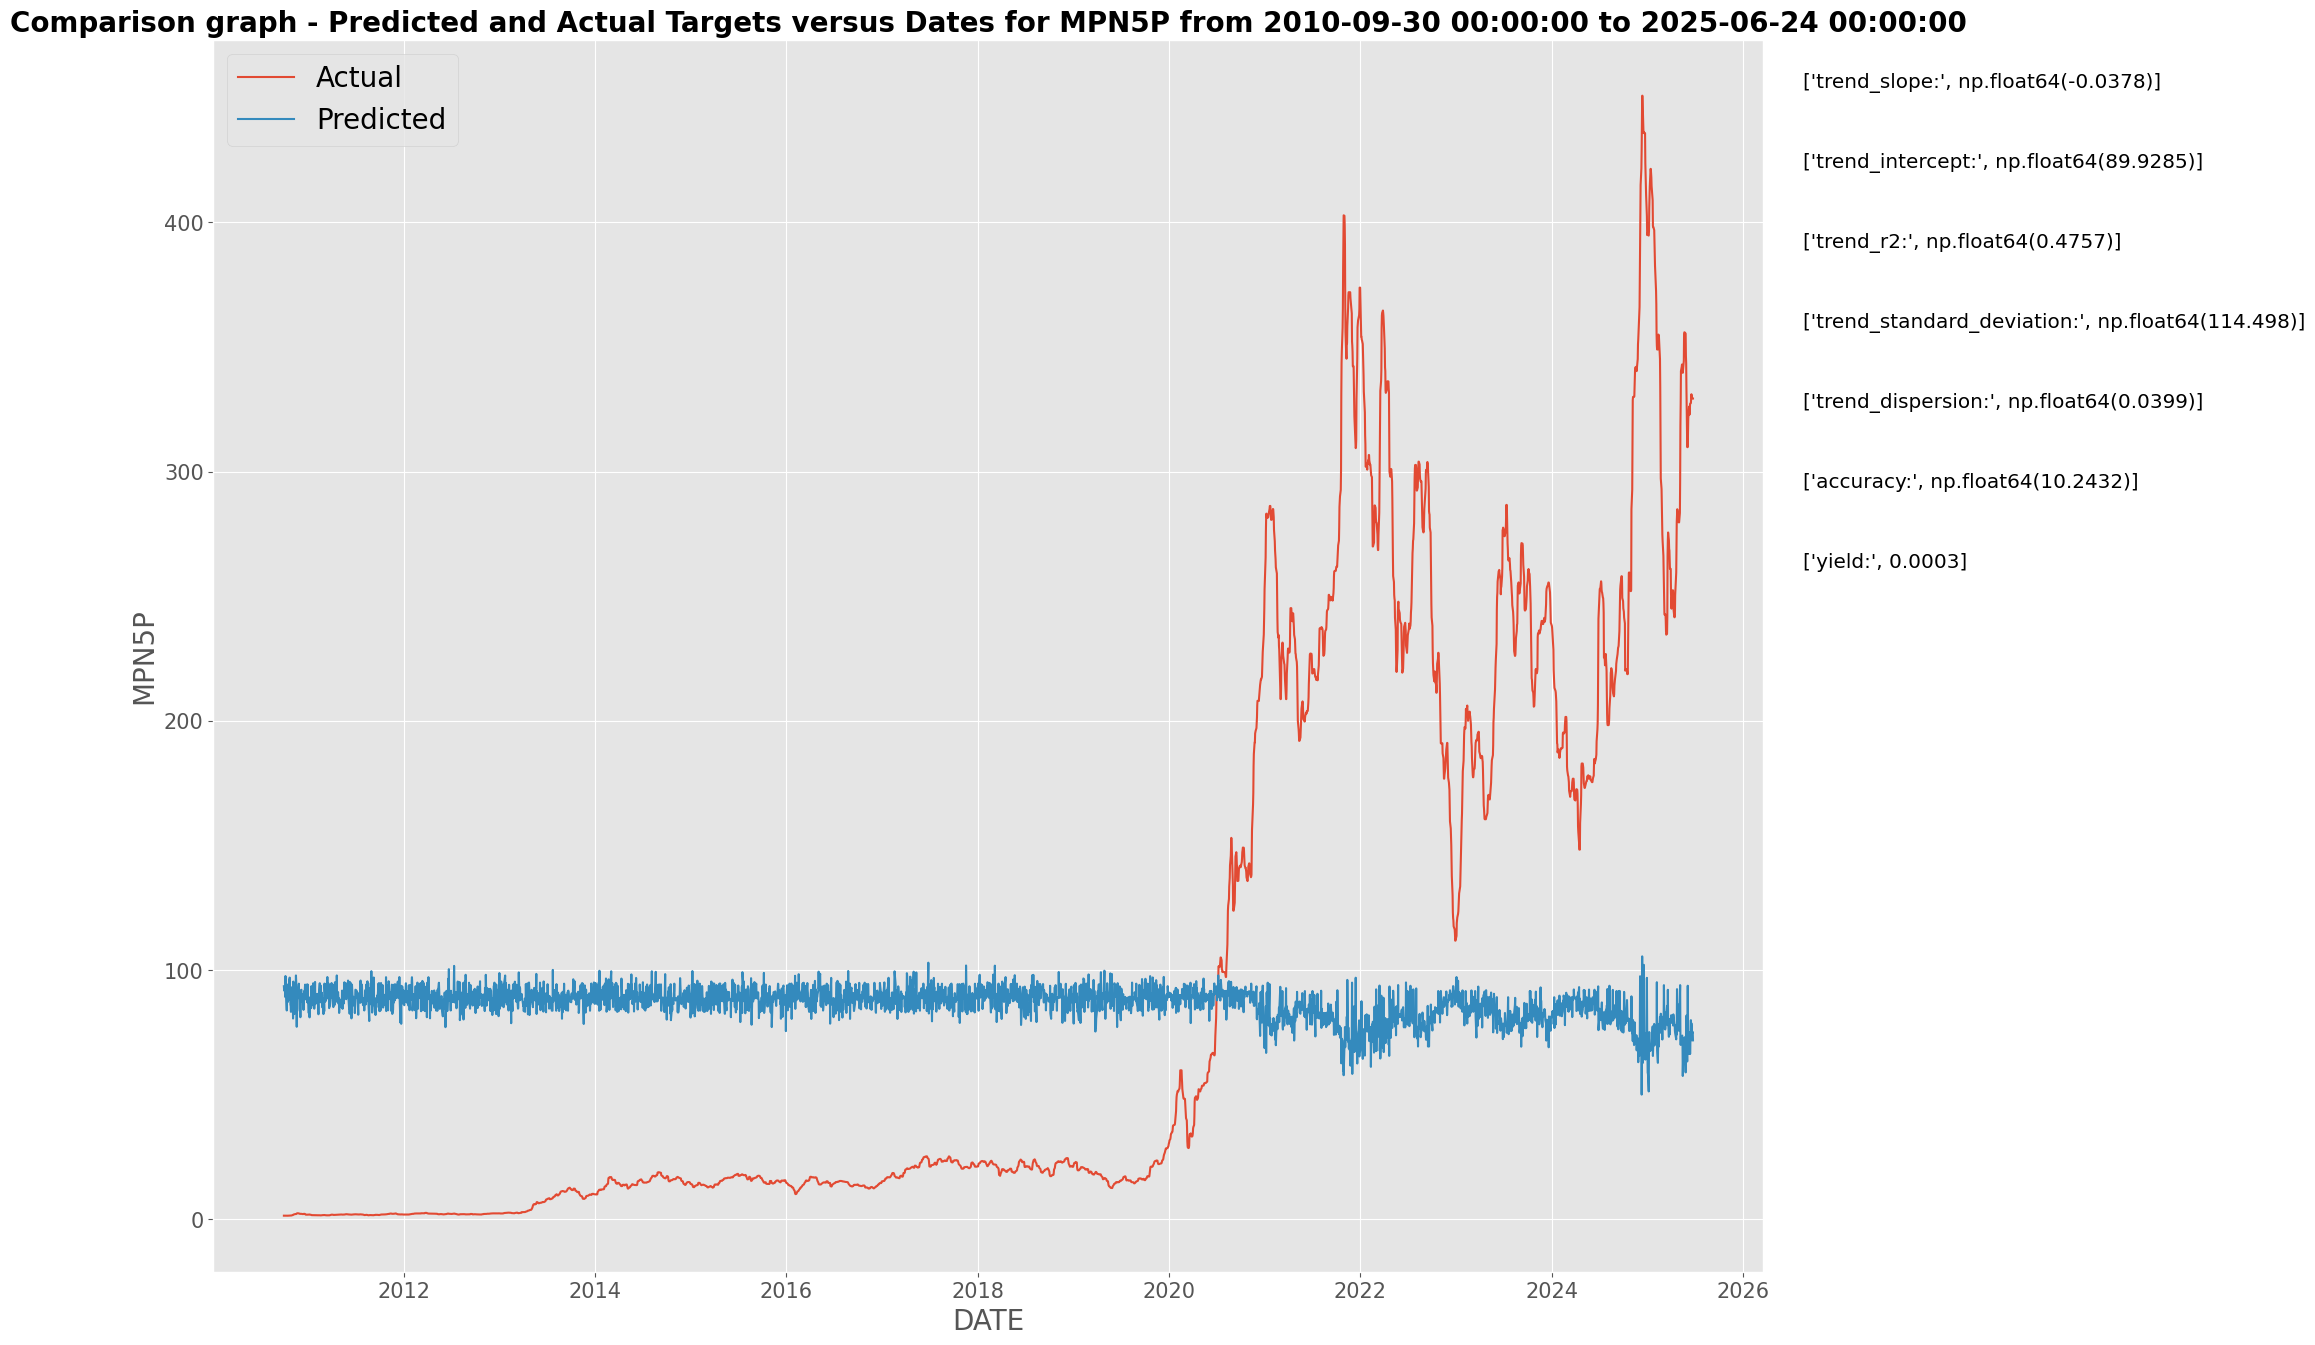 Comparison graph - Predicted and Actual Targets versus Dates for MPN5P from 2010-09-30 00:00:00 to 2025-06-24 00:00:00
Actual
Predicted
['trend_slope:', np.float64(-0.0378)]
['trend_intercept:', np.float64(89.9285)]
['trend_r2:', np.float64(0.4757)]
['trend_standard_deviation:', np.float64(114.498)]
['trend_dispersion:', np.float64(0.0399)]
['accuracy:', np.float64(10.2432)]
['yield:', 0.0003]
MPN5P
400
300
200
100
0
2012 2014 2016 2018 2020 2022 2024 2026
DATE